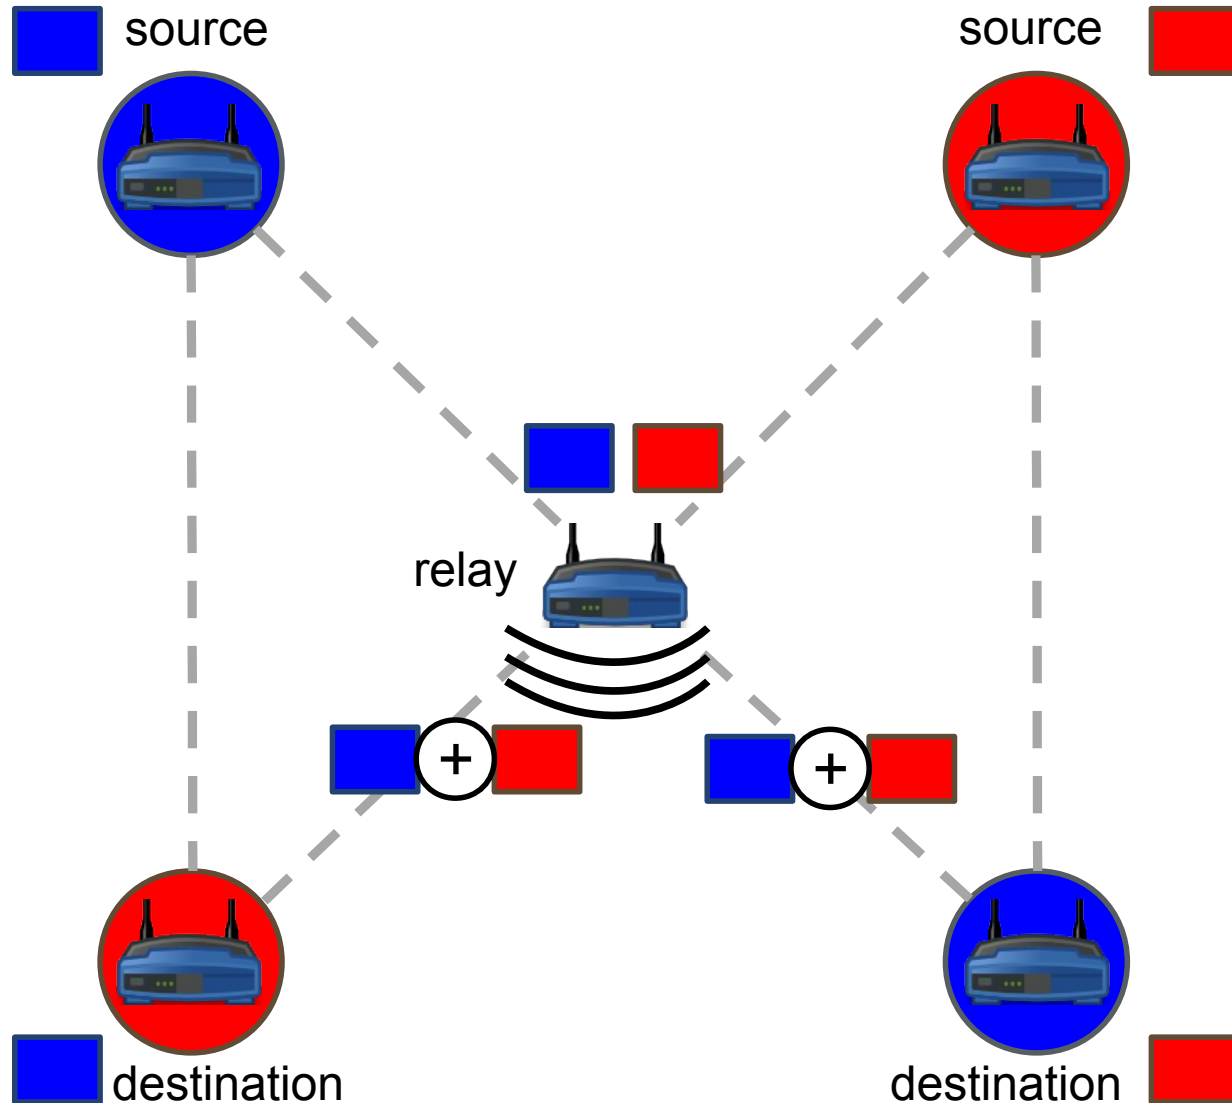 source
source
relay
+
+
destination
destination